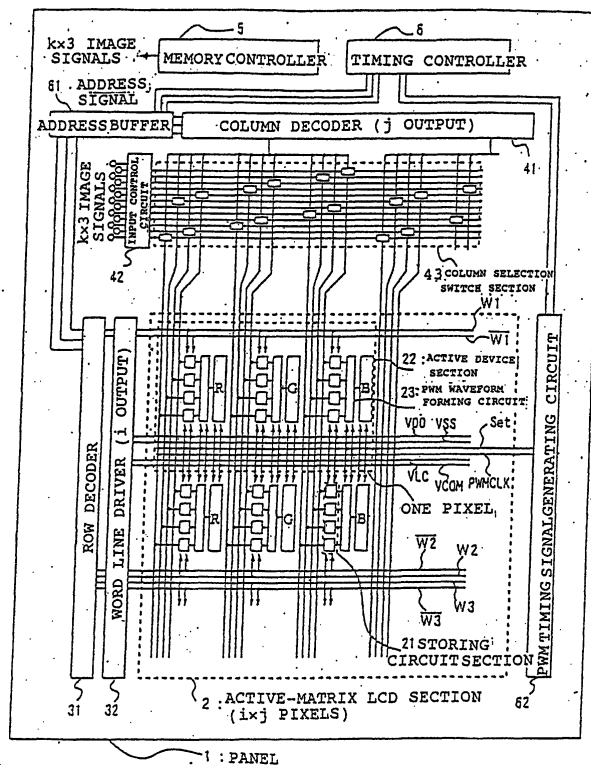 5
6
k×3 IMAGE
SIGNALS
MEMORY CONTROLLER
TIMING CONTROLLER
61 ADDRESS
SIGNAL
ADDRESS BUFFER
COLUMN DECODER (j OUTPUT)
41
k×3 IMAGE
SIGNALS
INPUT CONTROL
CIRCUIT
42
43 COLUMN SELECTION
SWITCH SECTION
W1
W1
22: ACTIVE DEVICE
SECTION
23: PWM WAVEFORM
FORMING CIRCUIT
R
G
B
VDD
VSS
Set
VLC
VCOM
PWMCLK
ONE PIXEL
R
G
B
W2
W2
W3
W3
21 STORING
CIRCUIT SECTION
ROW DECODER
WORD LINE DRIVER (i OUTPUT)
PWM TIMING SIGNAL GENERATING CIRCUIT
31
32
2: ACTIVE-MATRIX LCD SECTION
(i×j PIXELS)
62
1: PANEL